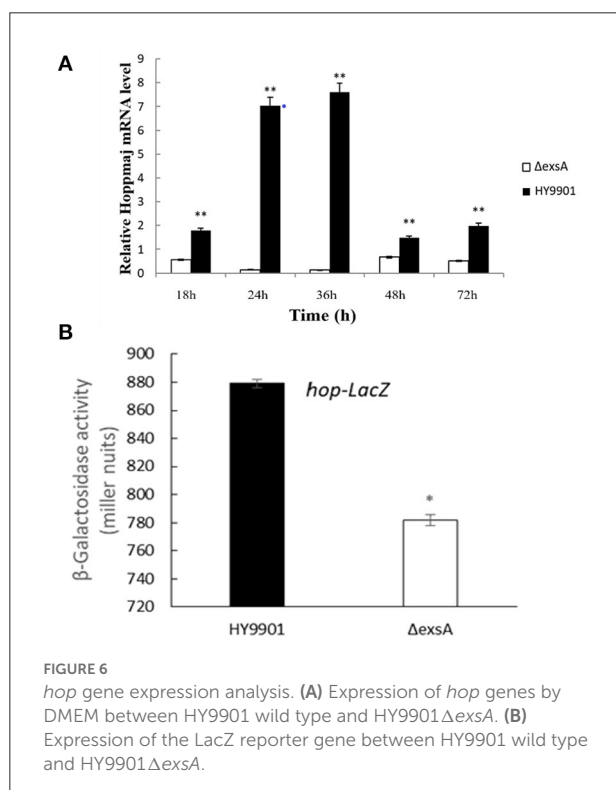 A
Relative Hoppmaj mRNA level
9
8
7
6
5
4
3
2
1
0
**
**
**
**
**
18h
24h
36h
48h
72h
Time (h)
ΔexsA
HY9901
B
β-Galactosidase activity
(miller nuits)
900
880
860
840
820
800
780
760
740
720
hop-LacZ
*
HY9901
ΔexsA
FIGURE 6
hop gene expression analysis. (A) Expression of hop genes by
DMEM between HY9901 wild type and HY9901ΔexsA. (B)
Expression of the LacZ reporter gene between HY9901 wild type
and HY9901ΔexsA.